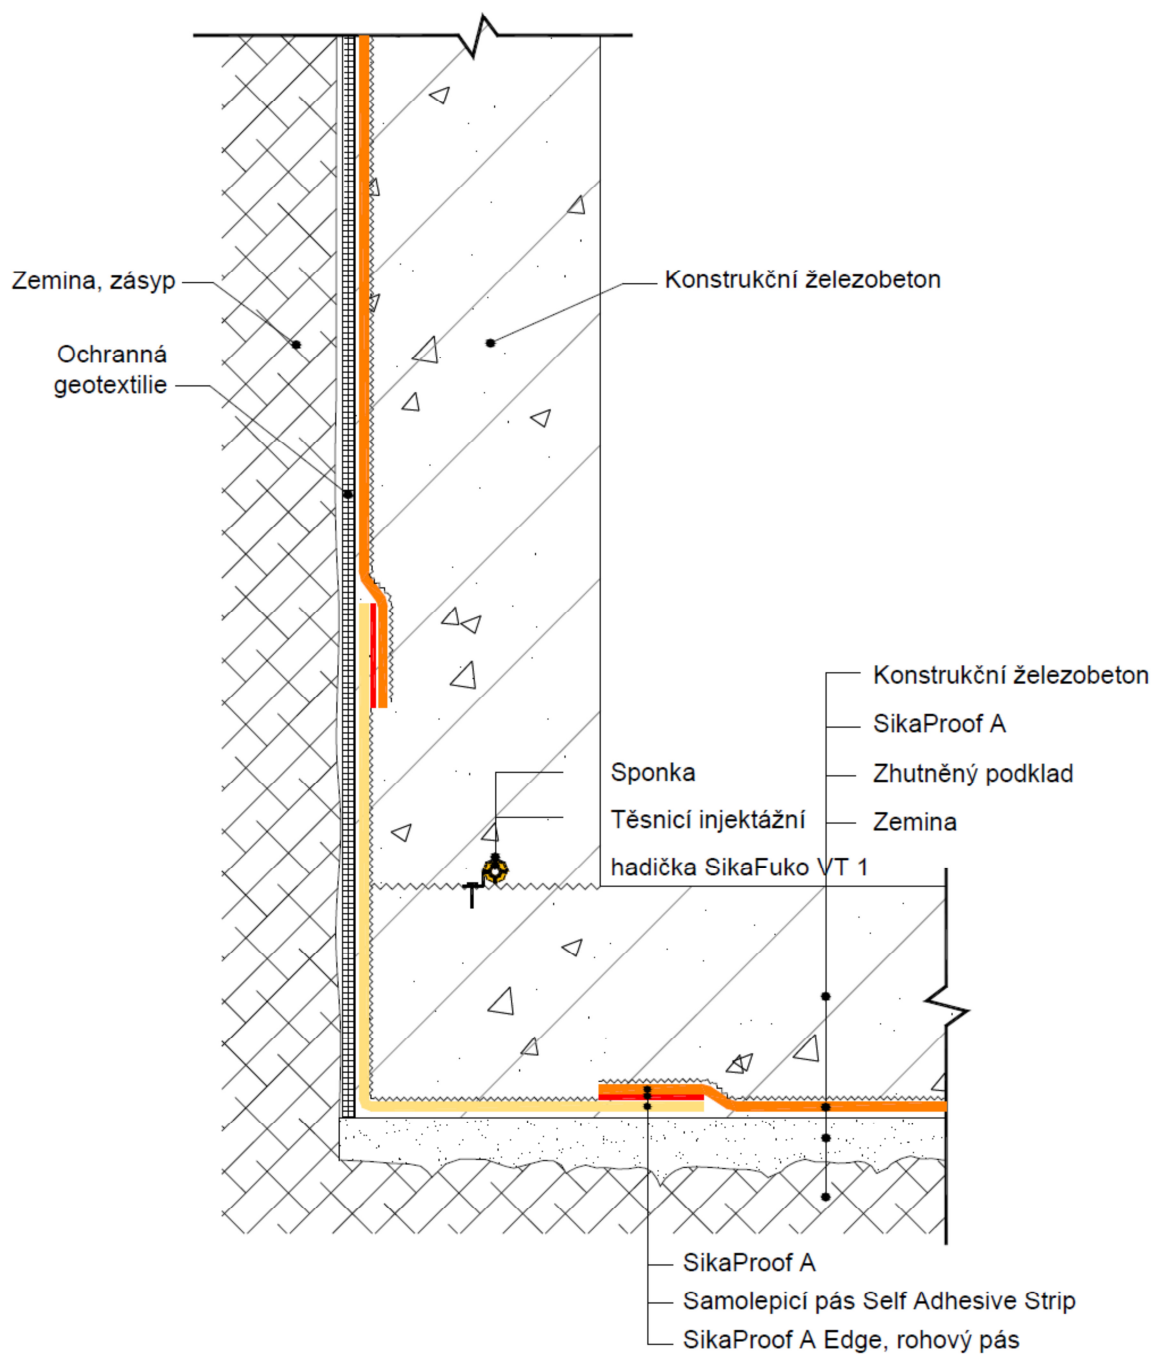 Zemina, zásyp
Konstrukční železobeton
Ochranná
geotextilie
Konstrukční železobeton
SikaProof A
Zhutněný podklad
Zemina
Sponka
Těsnicí injektážní
hadička SikaFuko VT 1
SikaProof A
Samolepicí pás Self Adhesive Strip
SikaProof A Edge, rohový pás